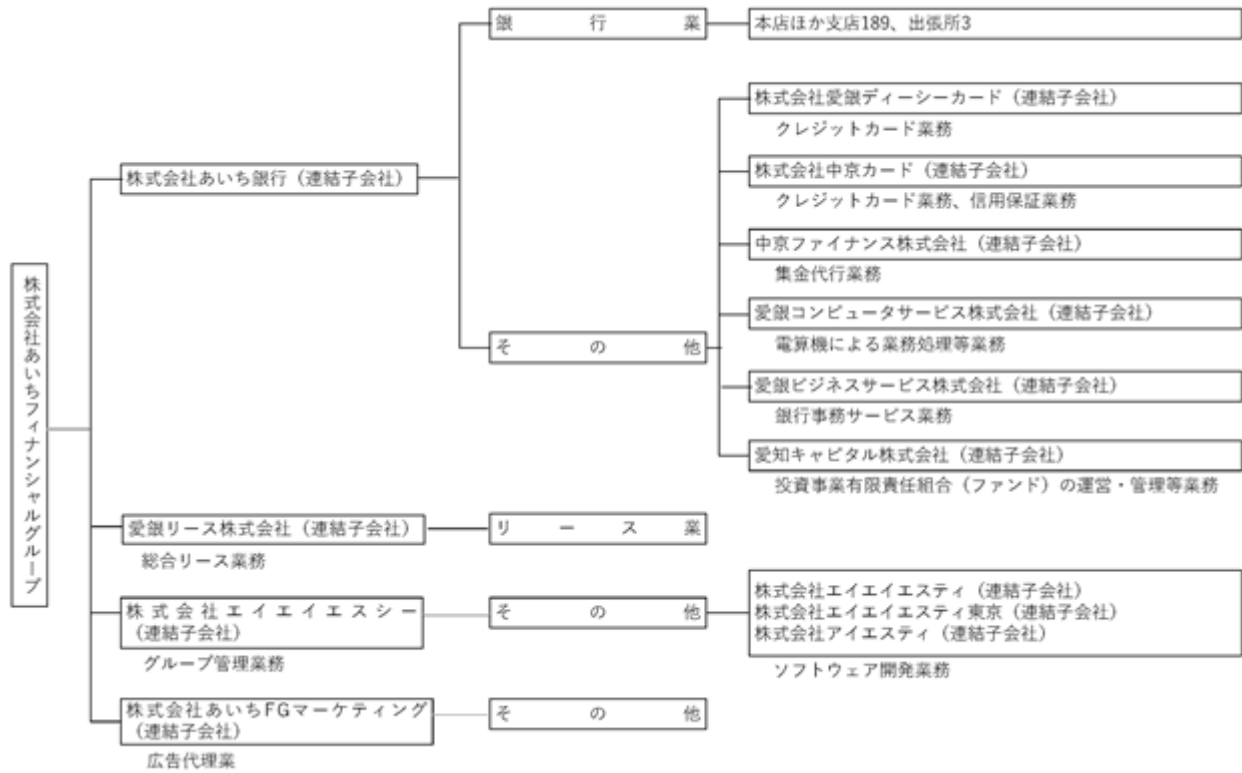 株式会社あいちフィナンシャルグループ
株式会社あいち銀行（連結子会社）
銀行業
本店ほか支店189、出張所3
その他
株式会社愛銀ディーシーカード（連結子会社）
クレジットカード業務
株式会社中京カード（連結子会社）
クレジットカード業務、信用保証業務
中京ファイナンス株式会社（連結子会社）
集金代行業務
愛銀コンピュータサービス株式会社（連結子会社）
電算機による業務処理等業務
愛銀ビジネスサービス株式会社（連結子会社）
銀行事務サービス業務
愛知キャピタル株式会社（連結子会社）
投資事業有限責任組合（ファンド）の運営・管理等業務
愛銀リース株式会社（連結子会社）
総合リース業務
リース業
株式会社エイエイエスシー
（連結子会社）
グループ管理業務
その他
株式会社エイエイエスティ（連結子会社）
株式会社エイエイエスティ東京（連結子会社）
株式会社アイエスティ（連結子会社）
ソフトウェア開発業務
株式会社あいちFGマーケティング
（連結子会社）
広告代理業
その他